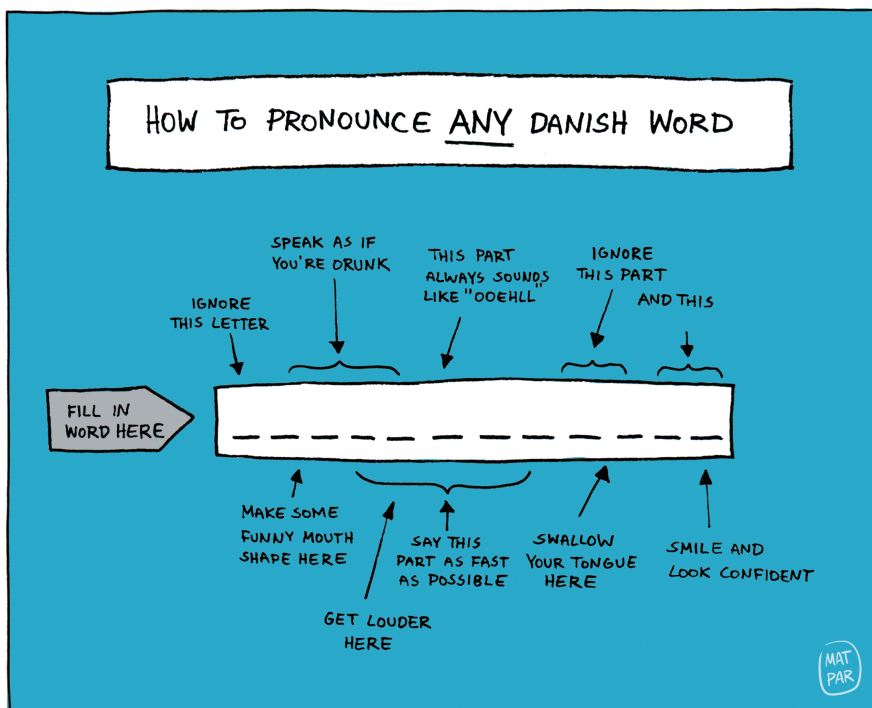 HOW TO PRONOUNCE ANY DANISH WORD
SPEAK AS IF
YOU'RE DRUNK
THIS PART
ALWAYS SOUNDS
LIKE "OOEHLL"
IGNORE
THIS PART
AND THIS
IGNORE
THIS LETTER
FILL IN
WORD HERE
MAKE SOME
FUNNY MOUTH
SHAPE HERE
GET LOUDER
HERE
SAY THIS
PART AS FAST
AS POSSIBLE
SWALLOW
YOUR TONGUE
HERE
SMILE AND
LOOK CONFIDENT
MAT
PAR